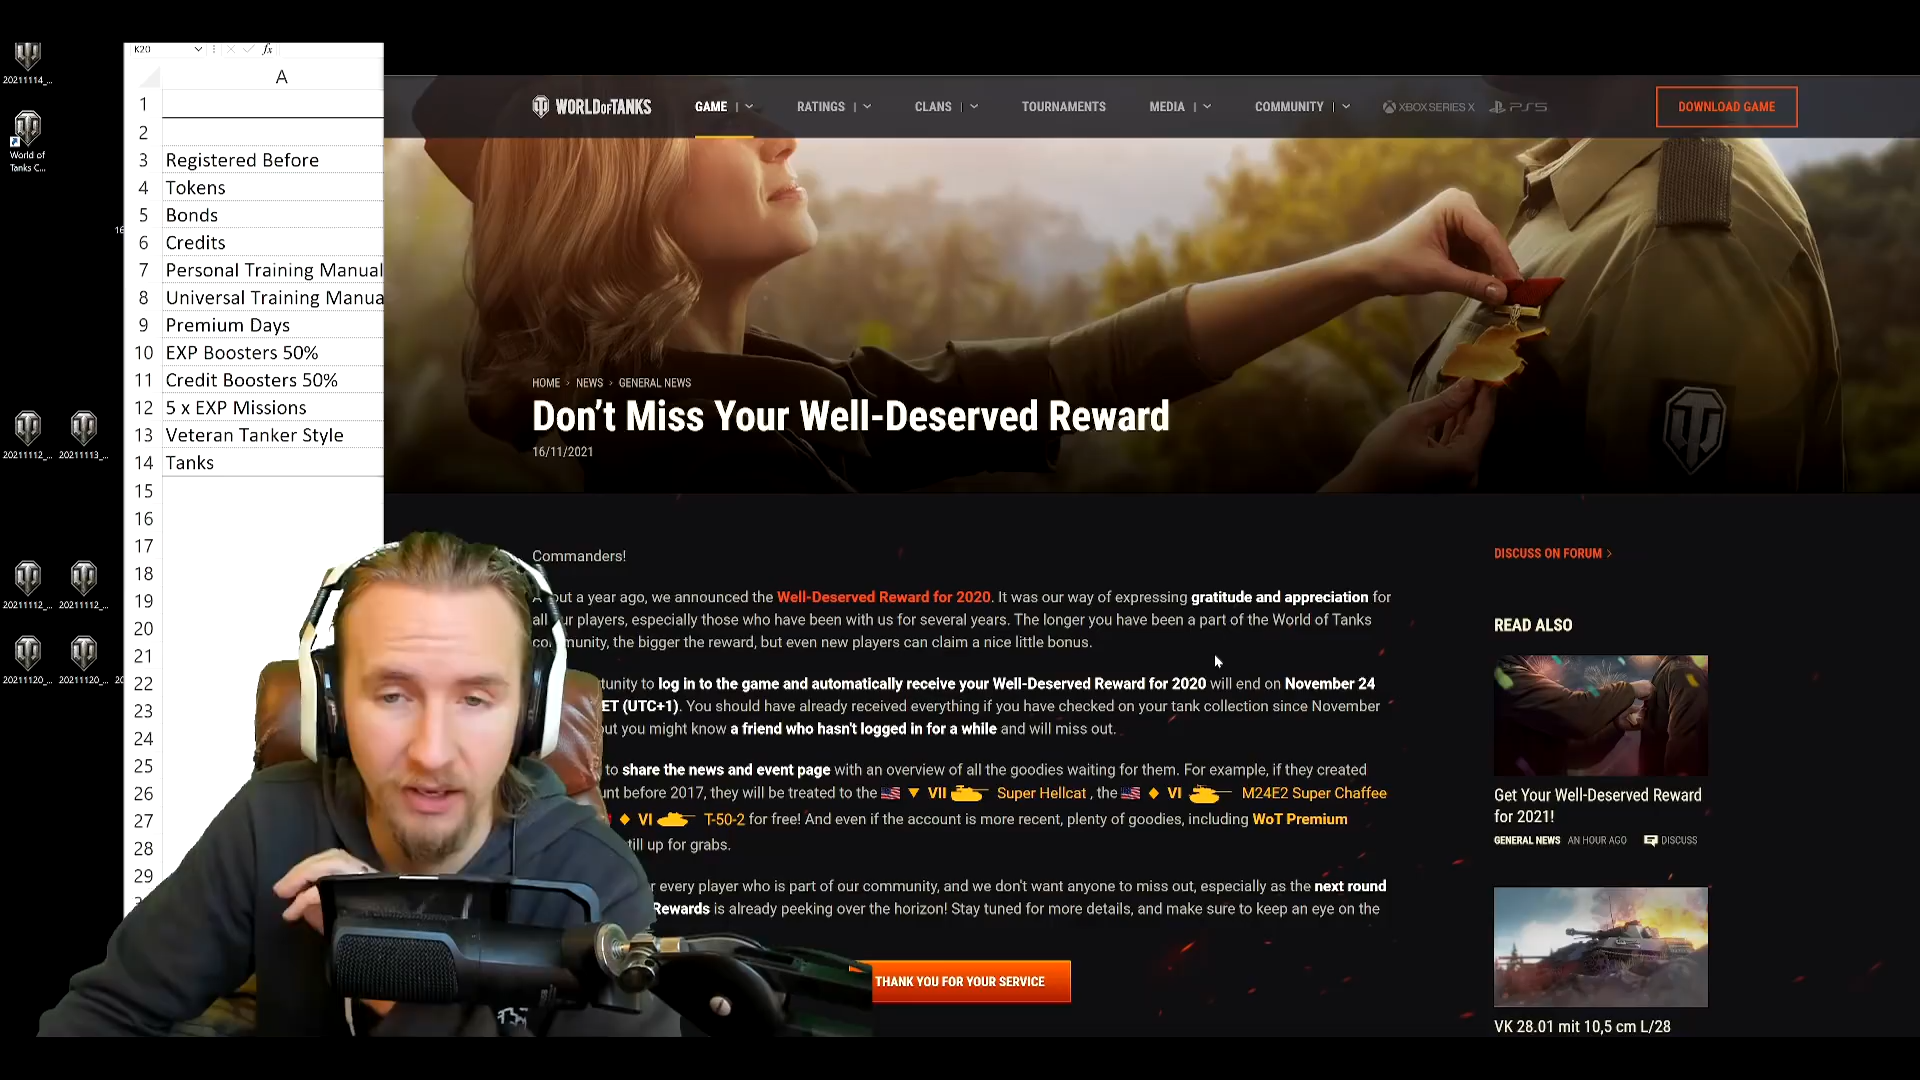 20211114_...
World of
Tanks C...
20211112_... 20211113_...
20211112_... 20211112_...
20211120_... 20211120_...
K20
fx
A
1
2
3 Registered Before
4 Tokens
5 Bonds
6 Credits
7 Personal Training Manual
8 Universal Training Manua
9 Premium Days
10 EXP Boosters 50%
11 Credit Boosters 50%
12 5 x EXP Missions
13 Veteran Tanker Style
14 Tanks
15
16
17
18
19
20
21
22
23
24
25
26
27
28
29
WORLD OF TANKS GAME RATINGS CLANS TOURNAMENTS MEDIA COMMUNITY XBOX SERIES X PS5 DOWNLOAD GAME
HOME > NEWS > GENERAL NEWS
Don't Miss Your Well-Deserved Reward
16/11/2021
Commanders!
out a year ago, we announced the Well-Deserved Reward for 2020. It was our way of expressing gratitude and appreciation for
all our players, especially those who have been with us for several years. The longer you have been a part of the World of Tanks
community, the bigger the reward, but even new players can claim a nice little bonus.
tunity to log in to the game and automatically receive your Well-Deserved Reward for 2020 will end on November 24
ET (UTC+1). You should have already received everything if you have checked on your tank collection since November
ut you might know a friend who hasn't logged in for a while and will miss out.
to share the news and event page with an overview of all the goodies waiting for them. For example, if they created
nt before 2017, they will be treated to the VII Super Hellcat , the VI M24E2 Super Chaffee
VI T-50-2 for free! And even if the account is more recent, plenty of goodies, including WoT Premium
till up for grabs.
r every player who is part of our community, and we don't want anyone to miss out, especially as the next round
Rewards is already peeking over the horizon! Stay tuned for more details, and make sure to keep an eye on the
THANK YOU FOR YOUR SERVICE
DISCUSS ON FORUM >
READ ALSO
Get Your Well-Deserved Reward
for 2021!
GENERAL NEWS AN HOUR AGO DISCUSS
VK 28.01 mit 10,5 cm L/28